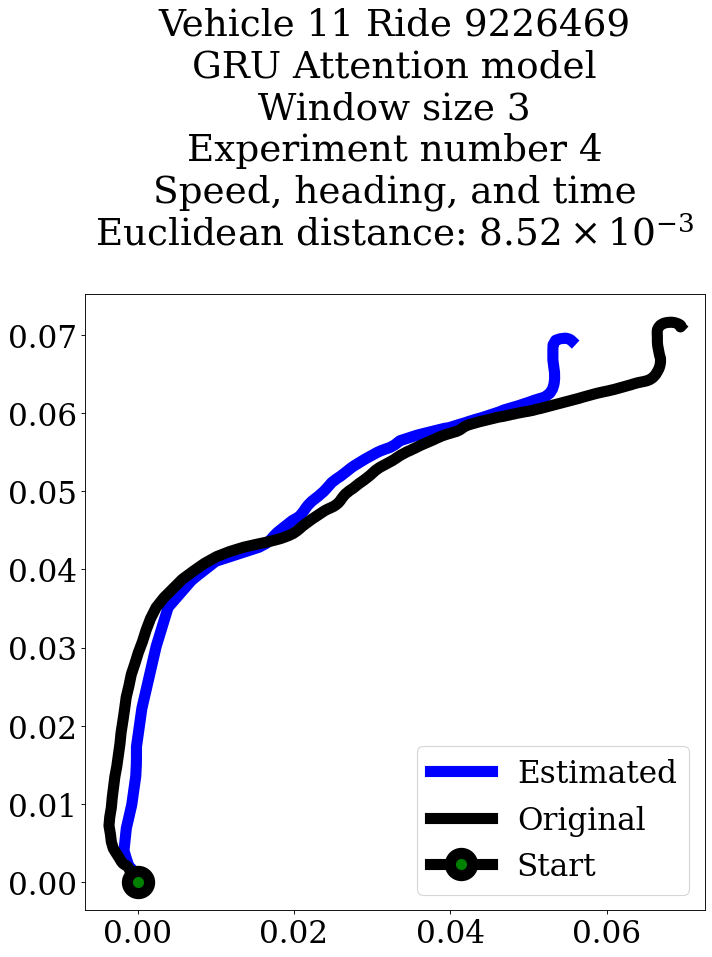 Vehicle 11 Ride 9226469
GRU Attention model
Window size 3
Experiment number 4
Speed, heading, and time
Euclidean distance: 8.52 × 10⁻³
0.07
0.06
0.05
0.04
0.03
0.02
0.01
0.00
Estimated
Original
Start
0.00 0.02 0.04 0.06